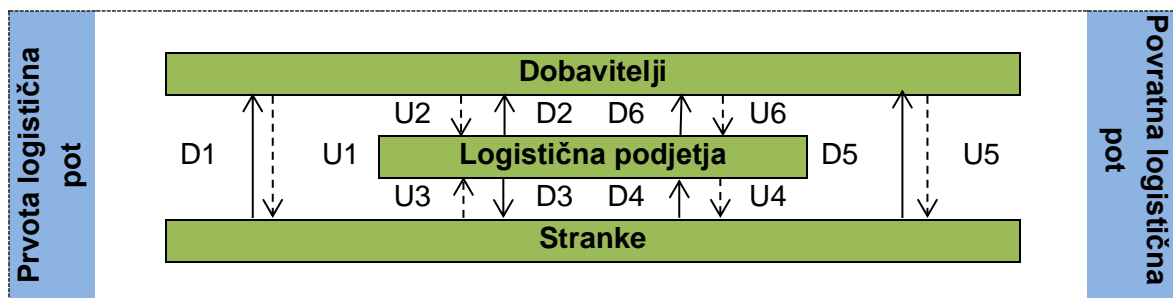 Prvota logistična
pot
Dobavitelji
U2 D2 D6 U6
D1 U1 Logistična podjetja D5 U5
U3 D3 D4 U4
Stranke
Povratna logistična
pot